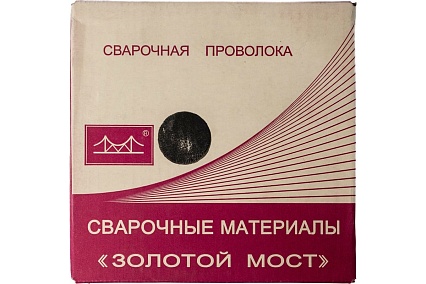 СВАРОЧНАЯ ПРОВОЛОКА
®
СВАРОЧНЫЕ МАТЕРИАЛЫ
«ЗОЛОТОЙ МОСТ»